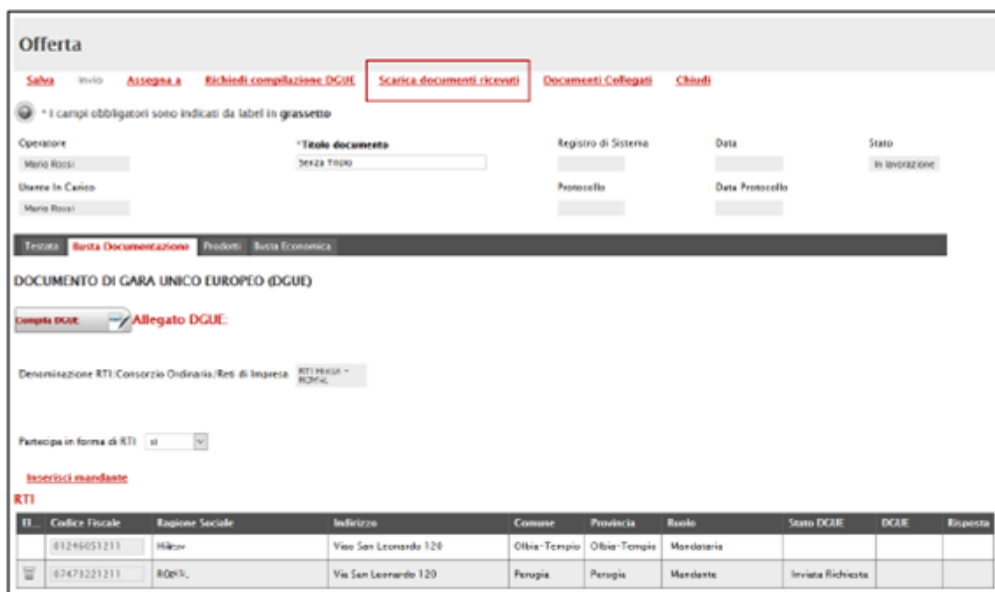 Offerta
Salva Invio Assegna a Richiedi compilazione DGUE Scarica documenti ricevuti Documenti Collegati Chiudi
* I campi obbligatori sono indicati da label in grassetto
Operatore *Titolo documento Registro di Sistema Data Stato
Mario Rossi Senza Titolo In lavorazione
Utente In Carico Protocollo Data Protocollo
Mario Rossi
Testata Busta Documentazione Prodotti Busta Economica
DOCUMENTO DI GARA UNICO EUROPEO (DGUE)
Compila DGUE Allegato DGUE:
Denominazione RTI/Consorzio Ordinario/Reti di Impresa RTI -
Partecipa in forma di RTI si
Inserisci mandante
RTI
El... Codice Fiscale Ragione Sociale Indirizzo Comune Provincia Ruolo Stato DGUE DGUE Risposta
01246051211 San Leonardo 120 Olbia-Tempio Olbia-Tempio Mandataria
07473221211 Via San Leonardo 120 Perugia Perugia Mandante Inviata Richiesta